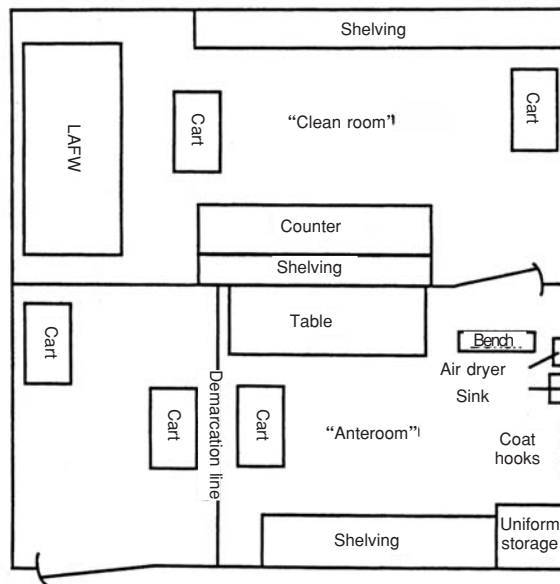 Shelving
LAFW
Cart
“Clean room”
Cart
Counter
Shelving
Table
Bench
Air dryer
Sink
Cart
Cart
Demarcation line
Cart
“Anteroom”
Coat
hooks
Shelving
Uniform
storage